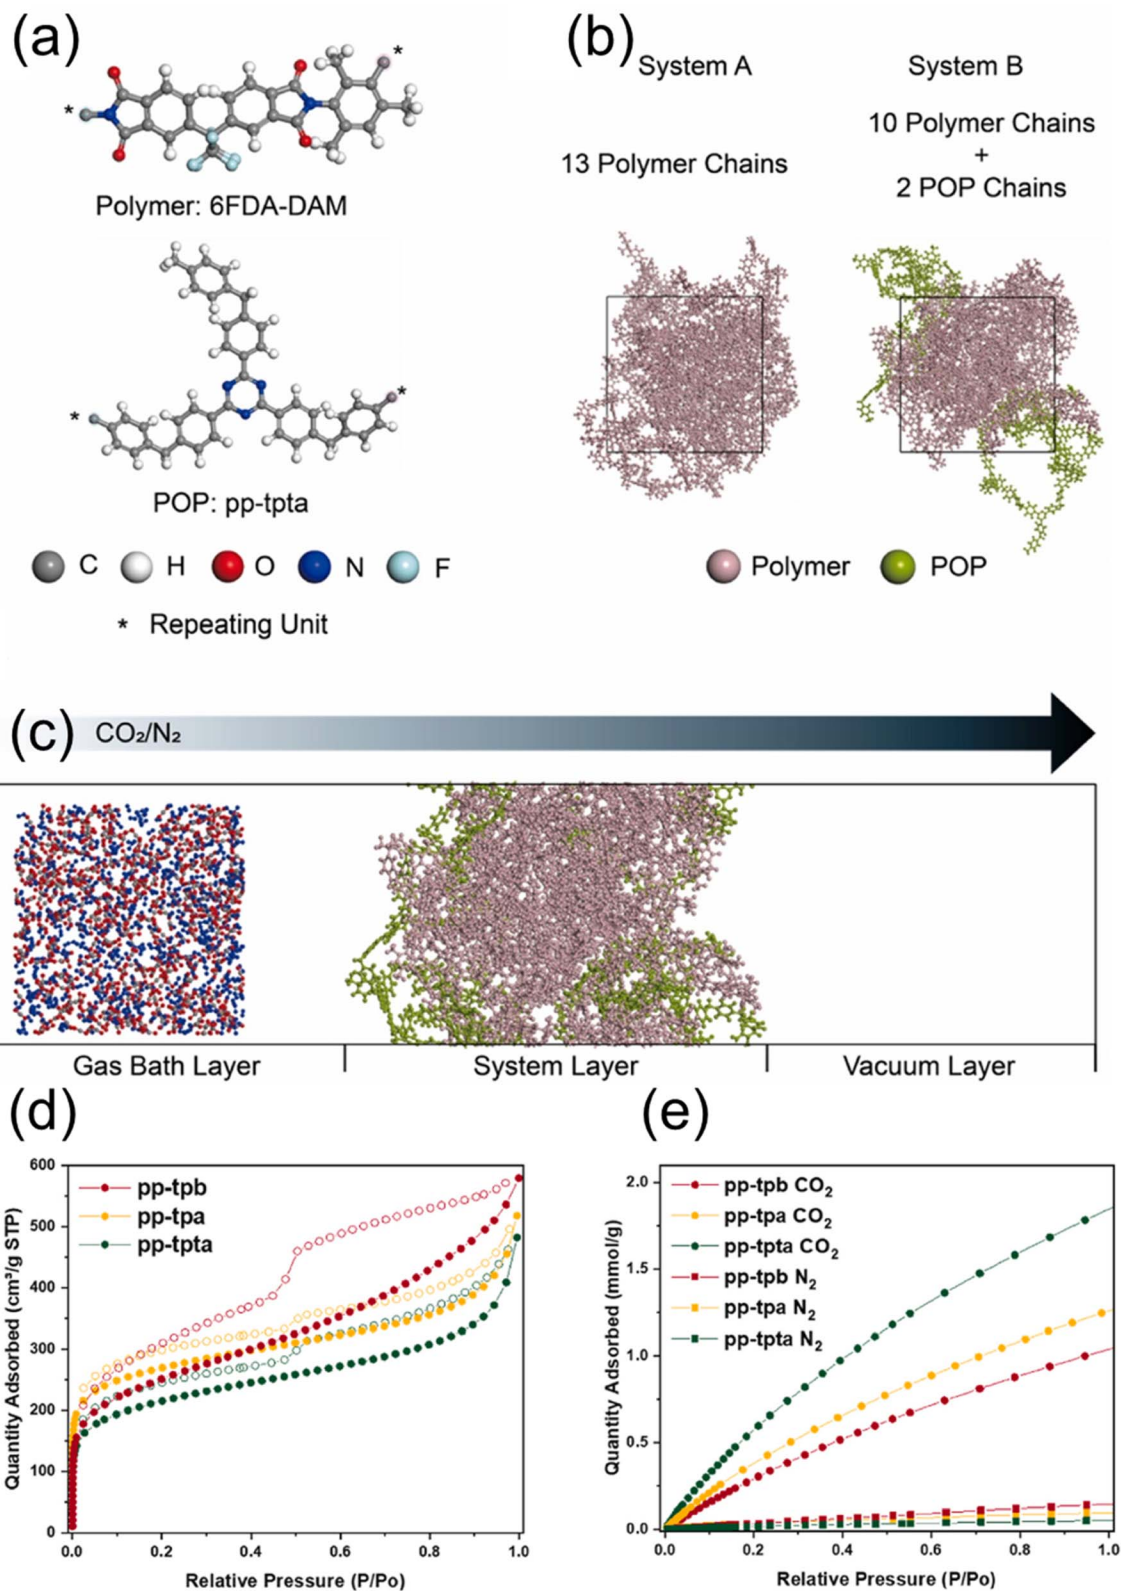 (a)
*
*
Polymer: 6FDA-DAM
*
*
POP: pp-tpta
C H O N F
* Repeating Unit
(b)
System A
System B
13 Polymer Chains
10 Polymer Chains
+
2 POP Chains
Polymer POP
(c)
CO₂/N₂
Gas Bath Layer
System Layer
Vacuum Layer
(d)
Quantity Adsorbed (cm³/g STP)
600
500
400
300
200
100
0
pp-tpb
pp-tpa
pp-tpta
0.0 0.2 0.4 0.6 0.8 1.0
Relative Pressure (P/Po)
(e)
Quantity Adsorbed (mmol/g)
2.0
1.5
1.0
0.5
0.0
pp-tpb CO₂
pp-tpa CO₂
pp-tpta CO₂
pp-tpb N₂
pp-tpa N₂
pp-tpta N₂
0.0 0.2 0.4 0.6 0.8 1.0
Relative Pressure (P/Po)